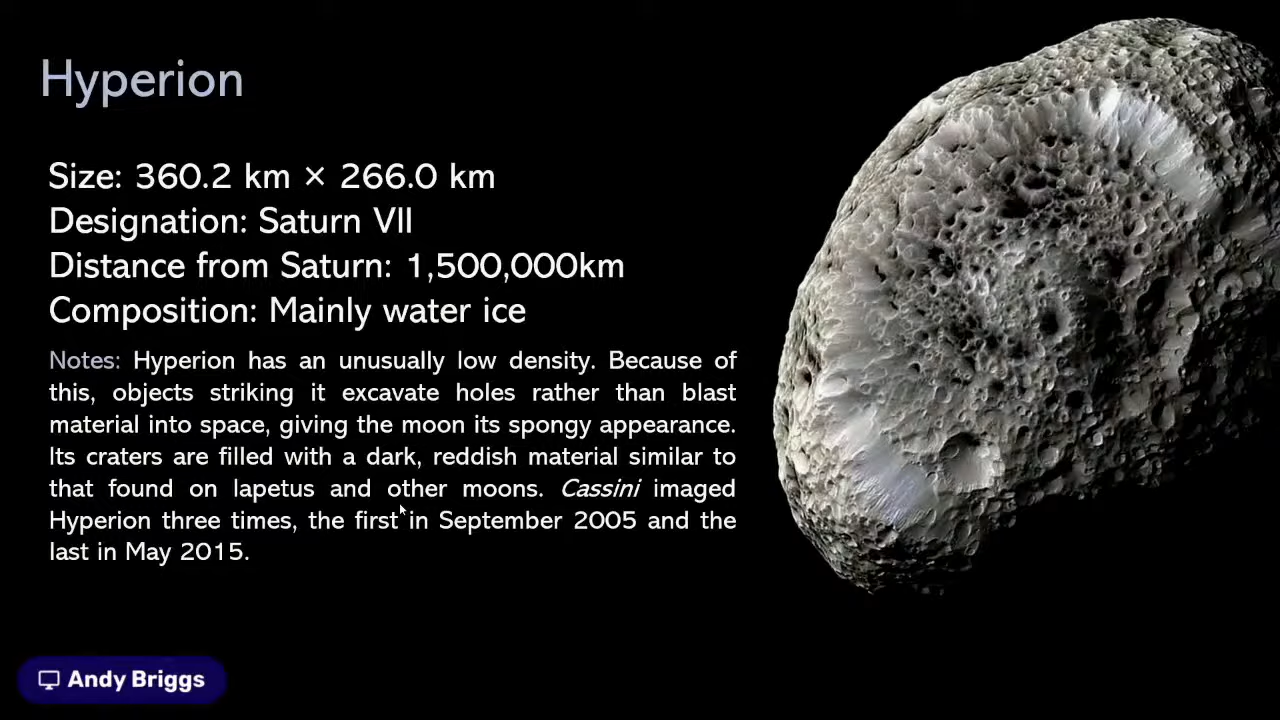 Hyperion
Size: 360.2 km × 266.0 km
Designation: Saturn VII
Distance from Saturn: 1,500,000km
Composition: Mainly water ice
Notes: Hyperion has an unusually low density. Because of
this, objects striking it excavate holes rather than blast
material into space, giving the moon its spongy appearance.
Its craters are filled with a dark, reddish material similar to
that found on Iapetus and other moons. Cassini imaged
Hyperion three times, the first in September 2005 and the
last in May 2015.
Andy Briggs